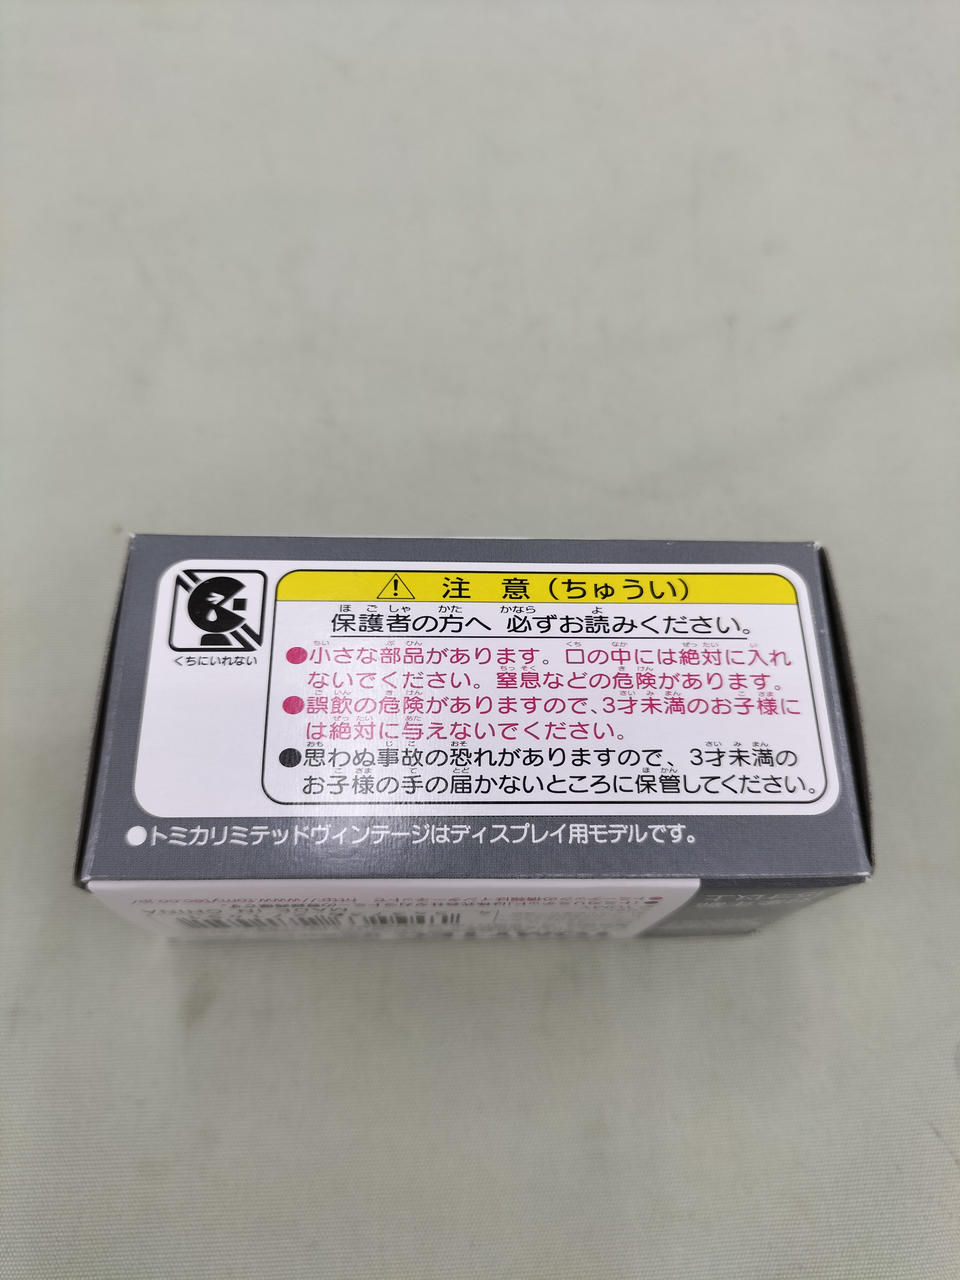 注意(ちゅうい)
保護者の方へ 必ずお読みください。
●小さな部品があります。口の中には絶対に入れ
ないでください。窒息などの危険があります。
●誤飲の危険がありますので、3才未満のお子様に
は絶対に与えないでください。
●思わぬ事故の恐れがありますので、3才未満の
お子様の手の届かないところに保管してください。
くちにいれない
●トミカリミテッドヴィンテージはディスプレイ用モデルです。
http://www.tomytec.co.jp/
MADE IN CHINA